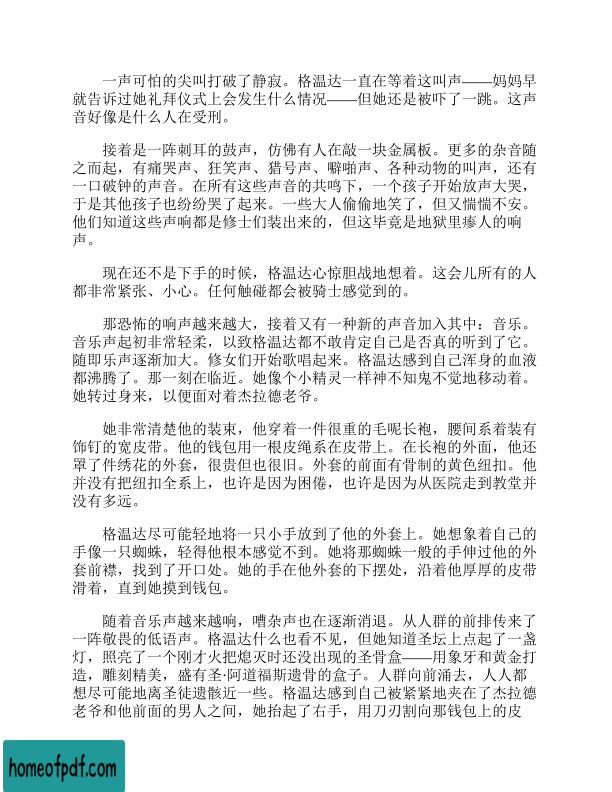 一声可怕的尖叫打破了静寂。格温达一直在等着这叫声——妈妈早
就告诉过她礼拜仪式上会发生什么情况——但她还是被吓了一跳。这声
音好像是什么人在受刑。
接着是一阵刺耳的鼓声，仿佛有人在敲一块金属板。更多的杂音随
之而起，有痛哭声、狂笑声、猎号声、噼啪声、各种动物的叫声，还有
一口破钟的声音。在所有这些声音的共鸣下，一个孩子开始放声大哭，
于是其他孩子也纷纷哭了起来。一些大人偷偷地笑了，但又惴惴不安。
他们知道这些声响都是修士们装出来的，但这毕竟是地狱里瘆人的响
声。
现在还不是下手的时候，格温达心惊胆战地想着。这会儿所有的人
都非常紧张、小心。任何触碰都会被骑士感觉到的。
那恐怖的响声越来越大，接着又有一种新的声音加入其中：音乐。
音乐声起初非常轻柔，以致格温达都不敢肯定自己是否真的听到了它。
随即乐声逐渐加大。修女们开始歌唱起来。格温达感到自己浑身的血液
都沸腾了。那一刻在临近。她像个小精灵一样神不知鬼不觉地移动着。
她转过身来，以便面对着杰拉德老爷。
她非常清楚他的装束，他穿着一件很重的毛呢长袍，腰间系着装有
饰钉的宽皮带。他的钱包用一根皮绳系在皮带上。在长袍的外面，他还
罩了件绣花的外套，很贵但也很旧。外套的前面有骨制的黄色纽扣。他
并没有把纽扣全系上，也许是因为困倦，也许是因为从医院走到教堂并
没有多远。
格温达尽可能轻地将一只小手放到了他的外套上。她想象着自己的
手像一只蜘蛛，轻得他根本感觉不到。她将那蜘蛛一般的手伸过他的外
套前襟，找到了开口处。她的手在他外套的下摆处，沿着他厚厚的皮带
滑着，直到她摸到钱包。
随着音乐声越来越响，嘈杂声也在逐渐消退。从人群的前排传来了
一阵敬畏的低语声。格温达什么也看不见，但她知道圣坛上点起了一盏
灯，照亮了一个刚才火把熄灭时还没出现的圣骨盒——用象牙和黄金打
造，雕刻精美，盛有圣·阿道福斯遗骨的盒子。人群向前涌去，人人都
想尽可能地离圣徒遗骸近一些。格温达感到自己被紧紧地夹在了杰拉德
老爷和他前面的男人之间，她抬起了右手，用刀刃割向那钱包上的皮
homeofpdf.com